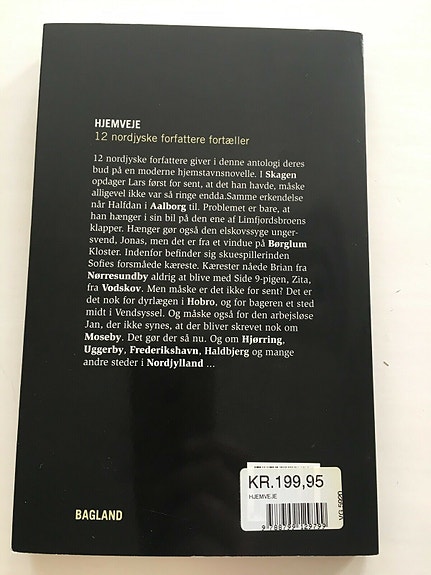 HJEMVEJE
12 nordjyske forfattere fortæller
12 nordjyske forfattere giver i denne antologi deres
bud på en moderne hjemstavnsnovelle. I Skagen
opdager Lars først for sent, at det han havde, måske
alligevel ikke var så ringe endda.Samme erkendelse
når Halfdan i Aalborg til. Problemet er bare, at
han hænger i sin bil på den ene af Limfjordsbroens
klapper. Hænger gør også den elskovssyge unger-
svend, Jonas, men det er fra et vindue på Børglum
Kloster. Indenfor befinder sig skuespillerinden
Sofies forsmåede kæreste. Kærester nåede Brian fra
Nørresundby aldrig at blive med Side 9-pigen, Zita,
fra Vodskov. Men måske er det ikke for sent? Det er
det nok for dyrlægen i Hobro, og for bageren et sted
midt i Vendsyssel. Og måske også for den arbejdsløse
Jan, der ikke synes, at der bliver skrevet nok om
Moseby. Det gør der så nu. Og om Hjørring,
Uggerby, Frederikshavn, Haldbjerg og mange
andre steder i Nordjylland ...
KR.199,95
HJEMVEJE
BAGLAND